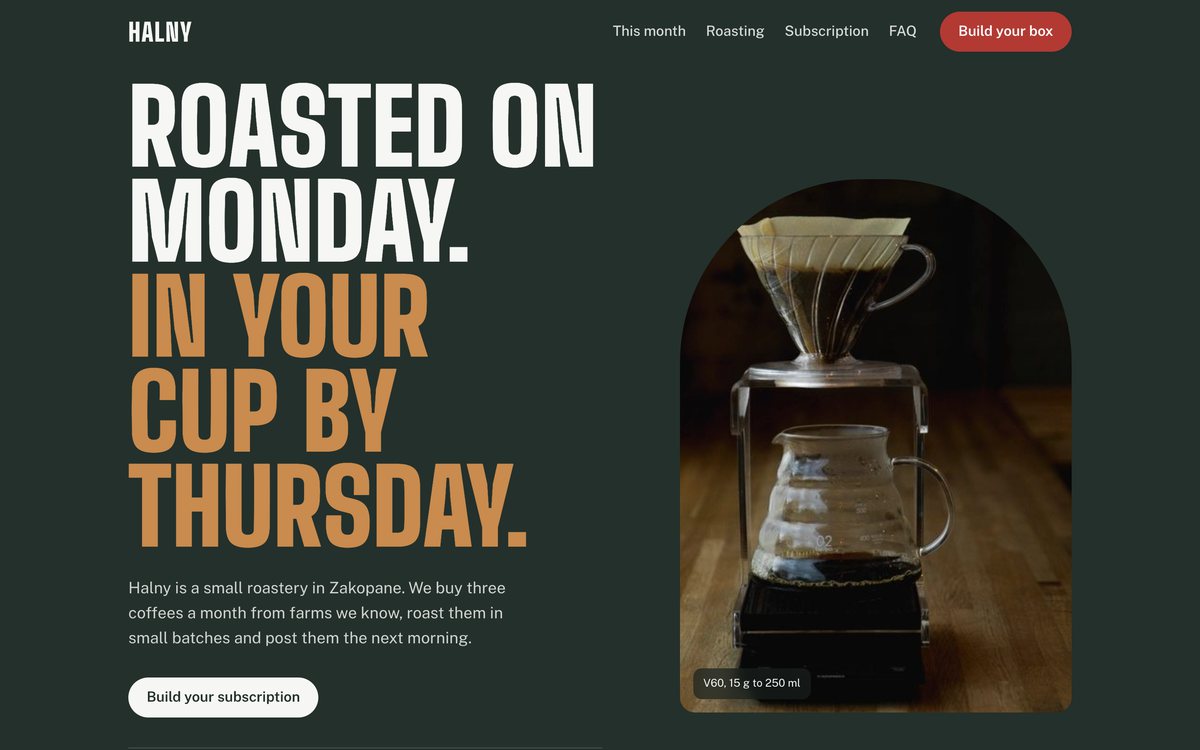 HALNY
This month Roasting Subscription FAQ Build your box
ROASTED ON
MONDAY.
IN YOUR
CUP BY
THURSDAY.
Halny is a small roastery in Zakopane. We buy three
coffees a month from farms we know, roast them in
small batches and post them the next morning.
Build your subscription
02
V60, 15 g to 250 ml